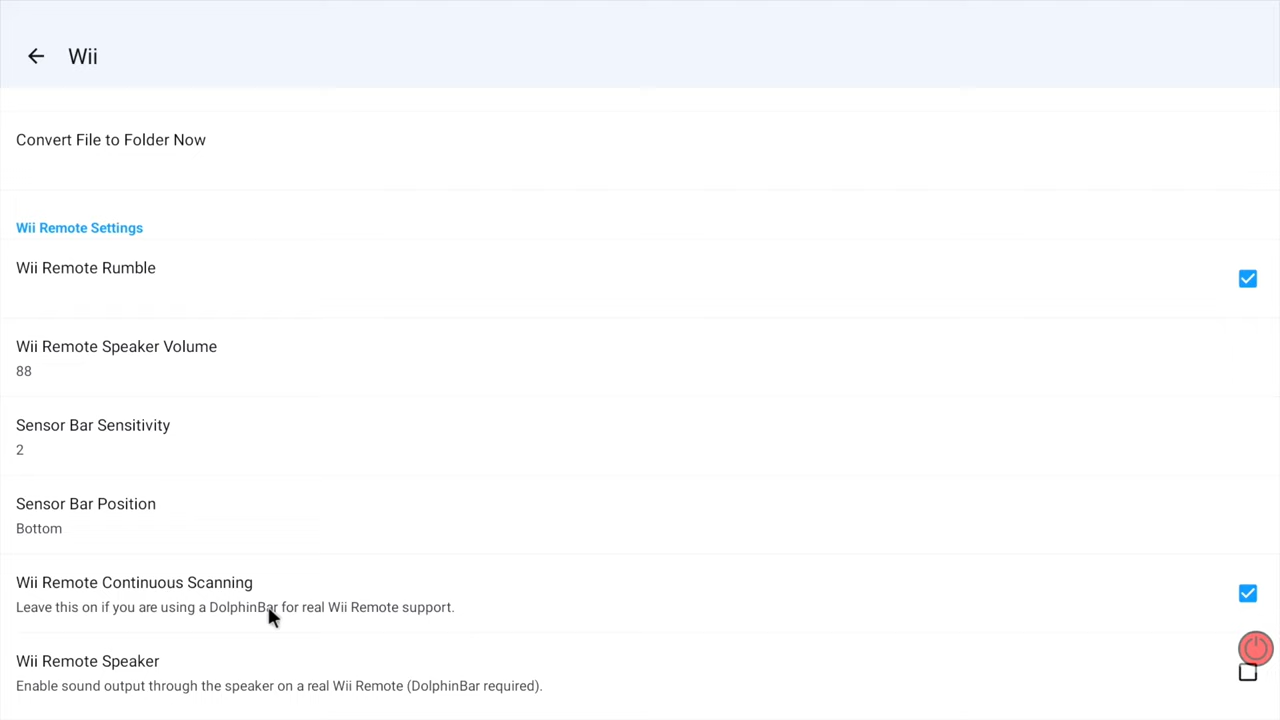 Wii
Convert File to Folder Now
Wii Remote Settings
Wii Remote Rumble
Wii Remote Speaker Volume
88
Sensor Bar Sensitivity
2
Sensor Bar Position
Bottom
Wii Remote Continuous Scanning
Leave this on if you are using a DolphinBar for real Wii Remote support.
Wii Remote Speaker
Enable sound output through the speaker on a real Wii Remote (DolphinBar required).